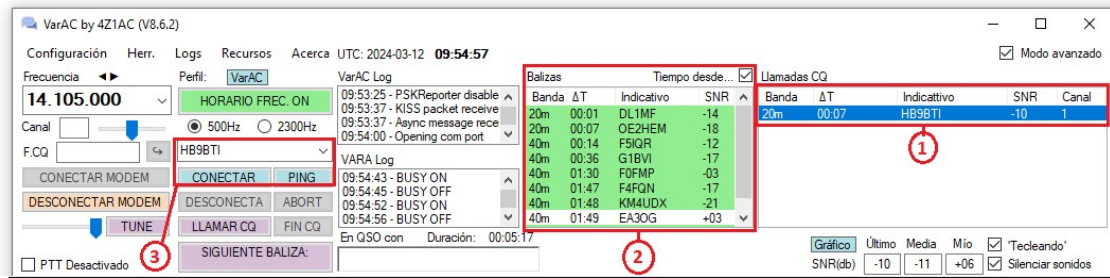 VarAC by 4Z1AC (V8.6.2)
Configuración Herr. Logs Recursos Acerca UTC: 2024-03-12 09:54:57 Modo avanzado
Frecuencia ◄► Perfil: VarAC
14.105.000 HORARIO FREC. ON
Canal 500Hz 2300Hz
F.CQ HB9BTI
CONECTAR MODEM CONECTAR PING
DESCONECTAR MODEM DESCONECTA ABORT
TUNE LLAMAR CQ FIN CQ
PTT Desactivado 3 SIGUIENTE BALIZA:
VarAC Log
09:53:25 - PSKReporter disable
09:53:37 - KISS packet receive
09:53:37 - Async message rece
09:54:00 - Opening com port
VARA Log
09:54:43 - BUSY ON
09:54:45 - BUSY OFF
09:54:52 - BUSY ON
09:54:56 - BUSY OFF
En QSO con Duración: 00:05:17
Balizas Tiempo desde...
Banda ΔT Indicativo SNR
20m 00:01 DL1MF -14
20m 00:07 OE2HEM -18
40m 00:14 F5IQR -12
40m 00:36 G1BVI -17
40m 01:30 F0FMP -03
40m 01:47 F4FQN -17
40m 01:48 KM4UDX -21
40m 01:49 EA3OG +03
2
Llamadas CQ
Banda ΔT Indicattivo SNR Canal
20m 00:07 HB9BTI -10 1
1
Gráfico Último Media Mío 'Tecleando'
SNR(db) -10 -11 +06 Silenciar sonidos